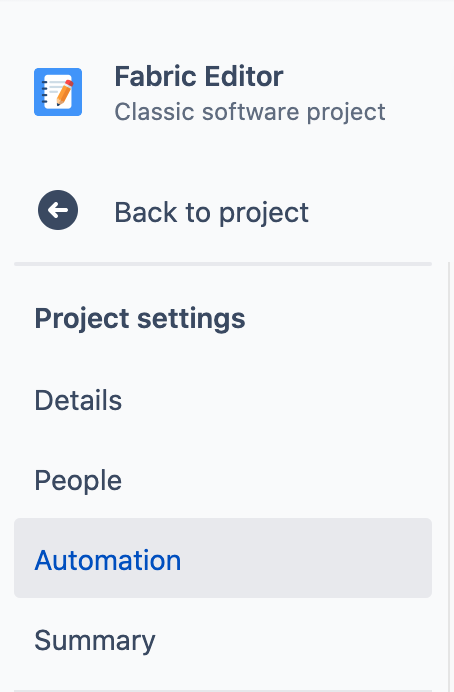 Fabric Editor
Classic software project
Back to project
Project settings
Details
People
Automation
Summary